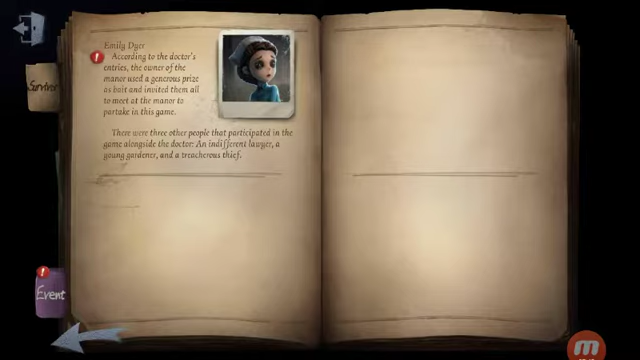 Emily Dyer
According to the doctor's
entries, the owner of the
manor used a generous prize
as bait and invited them all
to meet at the manor to
partake in this game.
There were three other people that participated in the
game alongside the doctor: An indifferent lawyer, a
young gardener, and a treacherous thief.
Survivor
Event